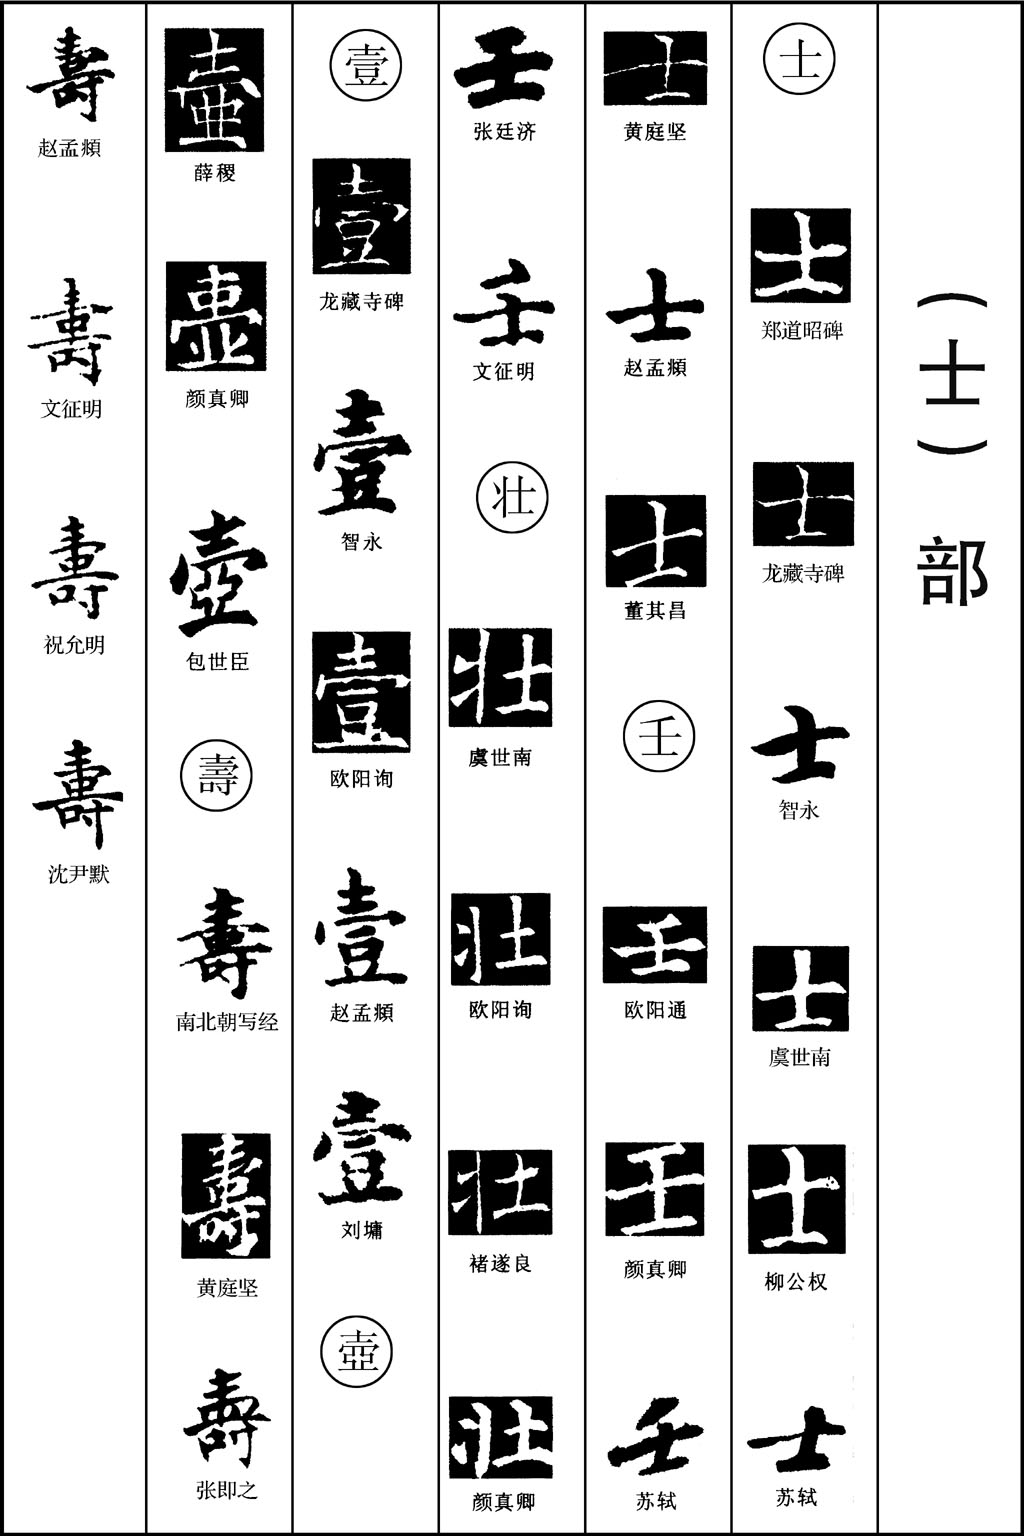 （士）部
士
士
郑道昭碑
士
龙藏寺碑
士
智永
士
虞世南
士
柳公权
士
苏轼
士
黄庭坚
士
赵孟頫
士
董其昌
壬
壬
欧阳通
壬
颜真卿
壬
苏轼
壬
张廷济
壬
文征明
壮
壮
虞世南
壮
欧阳询
壮
褚遂良
壮
颜真卿
壹
壹
龙藏寺碑
壹
智永
壹
欧阳询
壹
赵孟頫
壹
刘墉
壺
壺
薛稷
壺
颜真卿
壺
包世臣
壽
壽
南北朝写经
壽
黄庭坚
壽
张即之
壽
赵孟頫
壽
文征明
壽
祝允明
壽
沈尹默